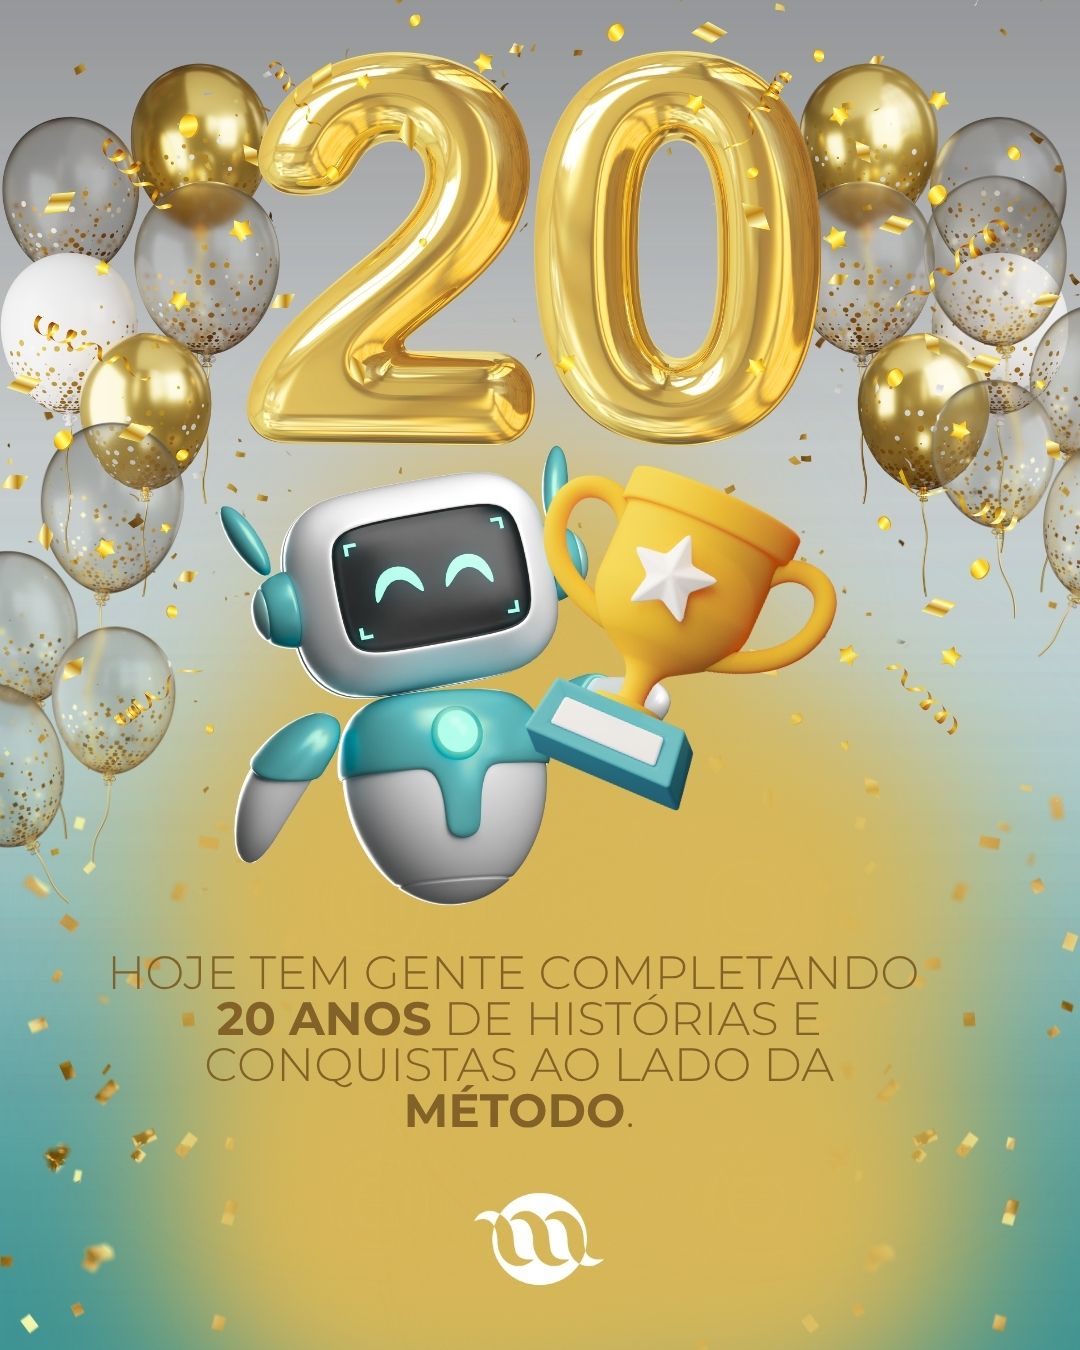 20
HOJE TEM GENTE COMPLETANDO
20 ANOS DE HISTÓRIAS E
CONQUISTAS AO LADO DA
MÉTODO.